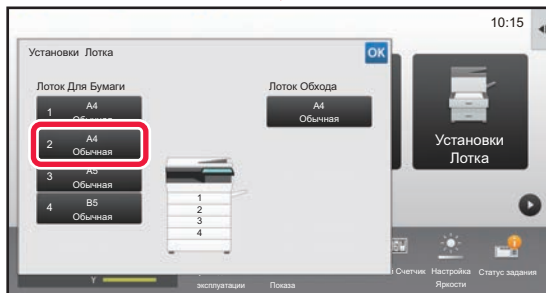 10:15
Установки Лотка
OK
Лоток Для Бумаги
Лоток Обхода
1
A4
Обычная
A4
Обычная
2
A4
Обычная
3
A5
Обычная
4
B5
Обычная
1
2
3
4
Установки
Лотка
Счетчик
Настройка
Яркости
Статус задания
Y
эксплуатации
Показа